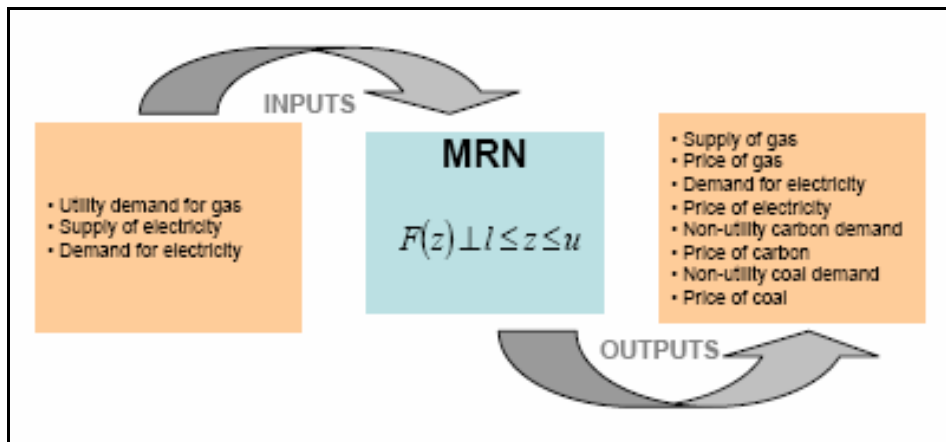 INPUTS
• Utility demand for gas
• Supply of electricity
• Demand for electricity
MRN
F(z) ⊥ l ≤ z ≤ u
• Supply of gas
• Price of gas
• Demand for electricity
• Price of electricity
• Non-utility carbon demand
• Price of carbon
• Non-utility coal demand
• Price of coal
OUTPUTS